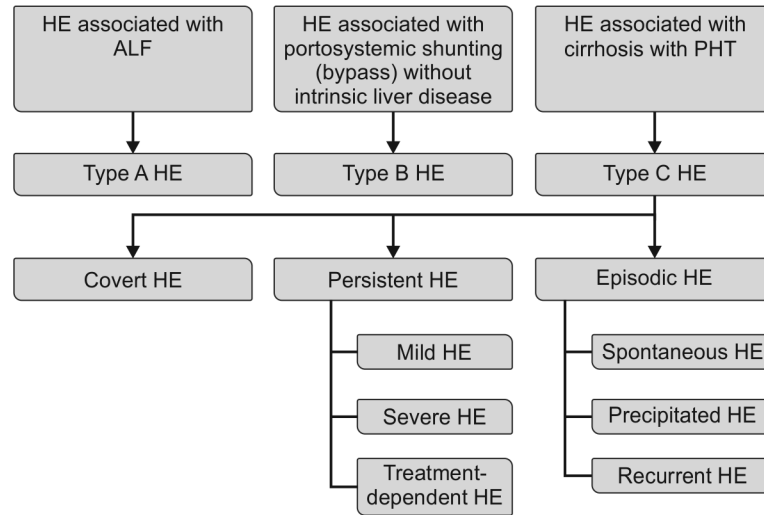 HE associated with
ALF
HE associated with
portosystemic shunting
(bypass) without
intrinsic liver disease
HE associated with
cirrhosis with PHT
Type A HE
Type B HE
Type C HE
Covert HE
Persistent HE
Episodic HE
Mild HE
Spontaneous HE
Severe HE
Precipitated HE
Treatment-
dependent HE
Recurrent HE